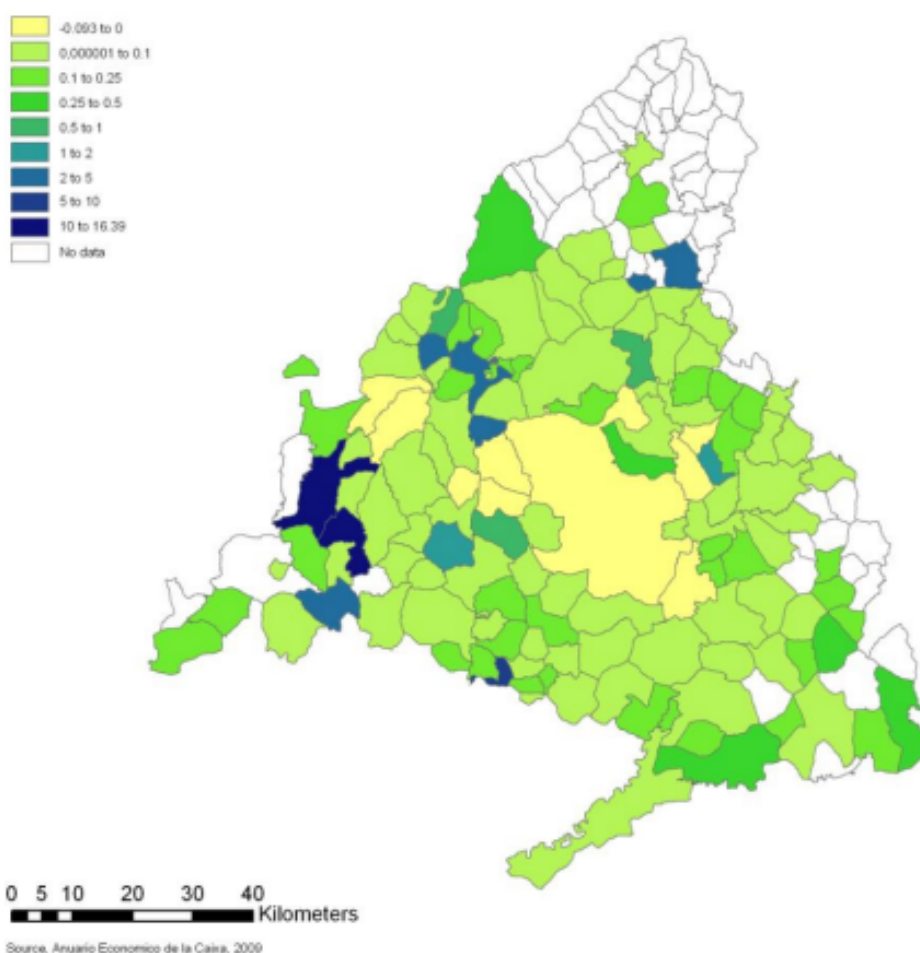 -0.093 to 0
0.000001 to 0.1
0.1 to 0.25
0.25 to 0.5
0.5 to 1
1 to 2
2 to 5
5 to 10
10 to 16.39
No data
0 5 10 20 30 40
Kilometers
Source. Anuario Economico de la Caixa. 2009